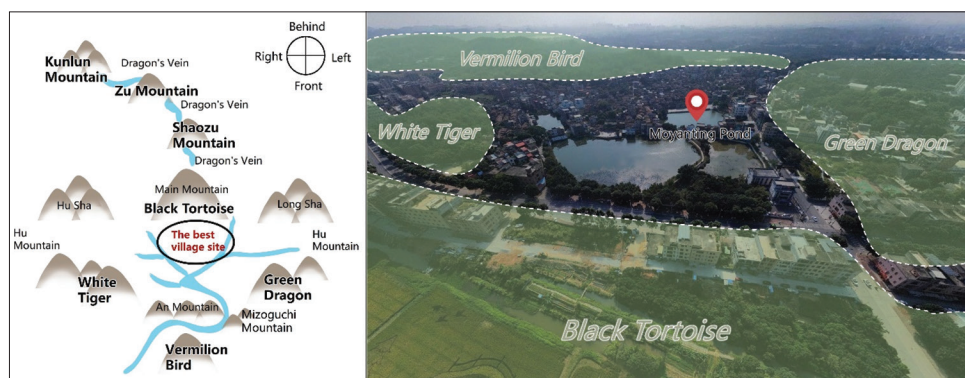 Behind
Right
Left
Front
Kunlun
Mountain
Dragon's Vein
Zu Mountain
Dragon's Vein
Shaozu
Mountain
Dragon's Vein
Main Mountain
Black Tortoise
Hu Sha
Long Sha
Hu
Mountain
The best
village site
Hu
Mountain
White
Tiger
Green
Dragon
An Mountain
Mizoguchi
Mountain
Vermilion
Bird
Vermilion Bird
White Tiger
Moyanting Pond
Green Dragon
Black Tortoise